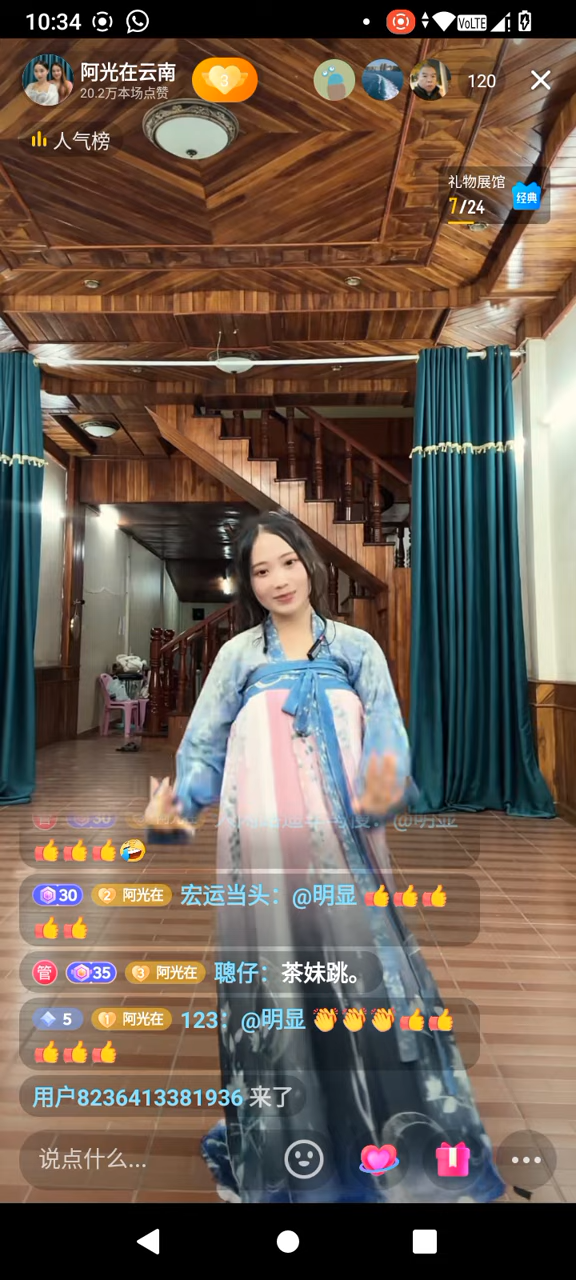 10:34
VoLTE
阿光在云南
20.2万本场点赞
3
120
人气榜
礼物展馆
7/24
经典
@明显
30 2 阿光在 宏运当头：@明显
管 35 3 阿光在 聰仔：茶妹跳。
5 1 阿光在 123：@明显
用户8236413381936 来了
说点什么...